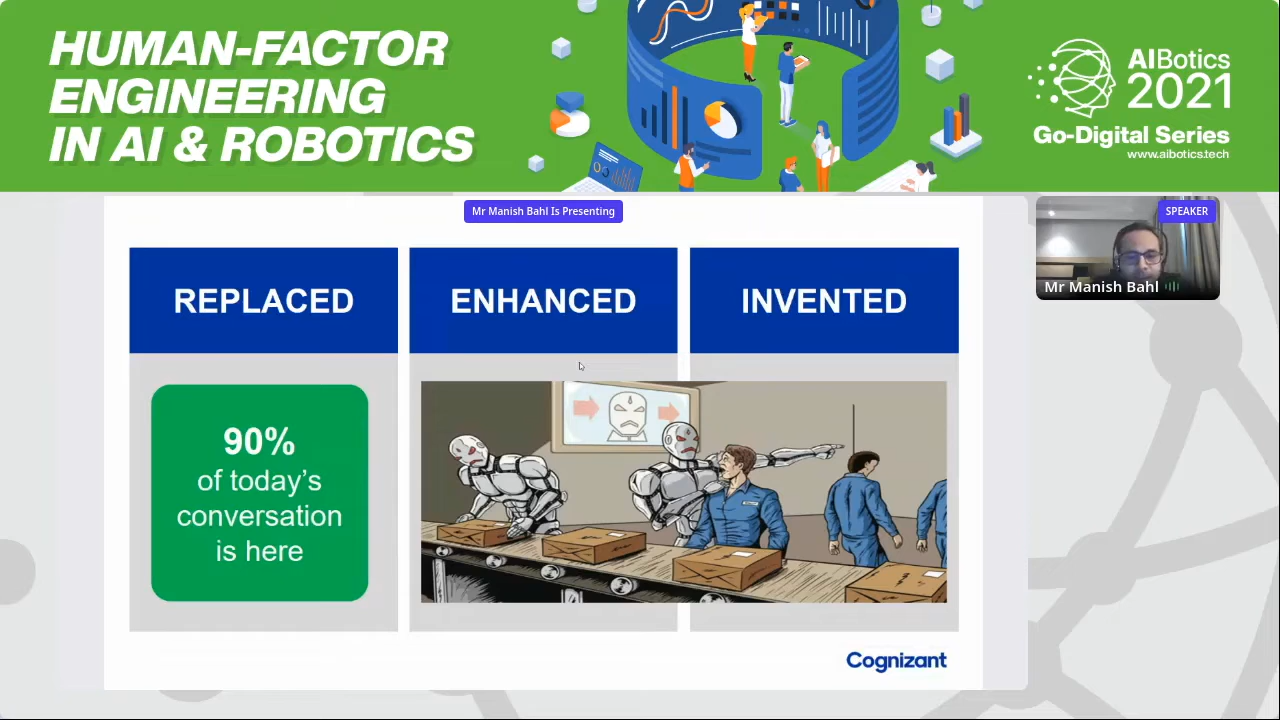 HUMAN-FACTOR
ENGINEERING
IN AI & ROBOTICS
AIBotics
2021
Go-Digital Series
www.aibotics.tech
Mr Manish Bahl Is Presenting
SPEAKER
Mr Manish Bahl
REPLACED
ENHANCED
INVENTED
90%
of today's
conversation
is here
Cognizant